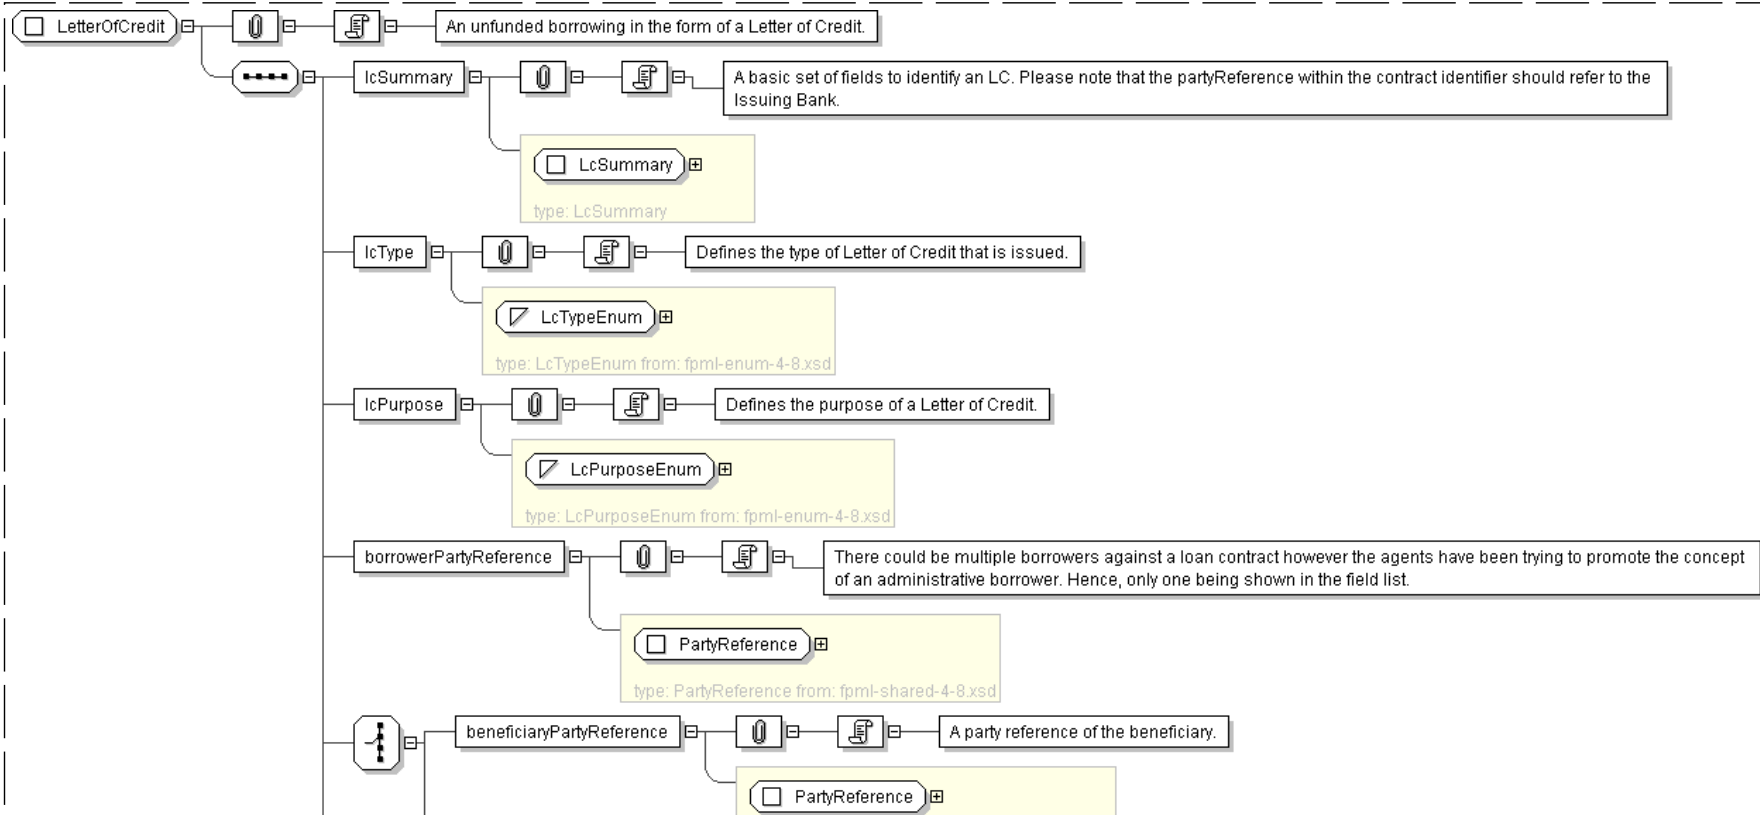 LetterOfCredit
An unfunded borrowing in the form of a Letter of Credit.
lcSummary
A basic set of fields to identify an LC. Please note that the partyReference within the contract identifier should refer to the
Issuing Bank.
LcSummary
type: LcSummary
lcType
Defines the type of Letter of Credit that is issued.
LcTypeEnum
type: LcTypeEnum from: fpml-enum-4-8.xsd
lcPurpose
Defines the purpose of a Letter of Credit.
LcPurposeEnum
type: LcPurposeEnum from: fpml-enum-4-8.xsd
borrowerPartyReference
There could be multiple borrowers against a loan contract however the agents have been trying to promote the concept
of an administrative borrower. Hence, only one being shown in the field list.
PartyReference
type: PartyReference from: fpml-shared-4-8.xsd
beneficiaryPartyReference
A party reference of the beneficiary.
PartyReference